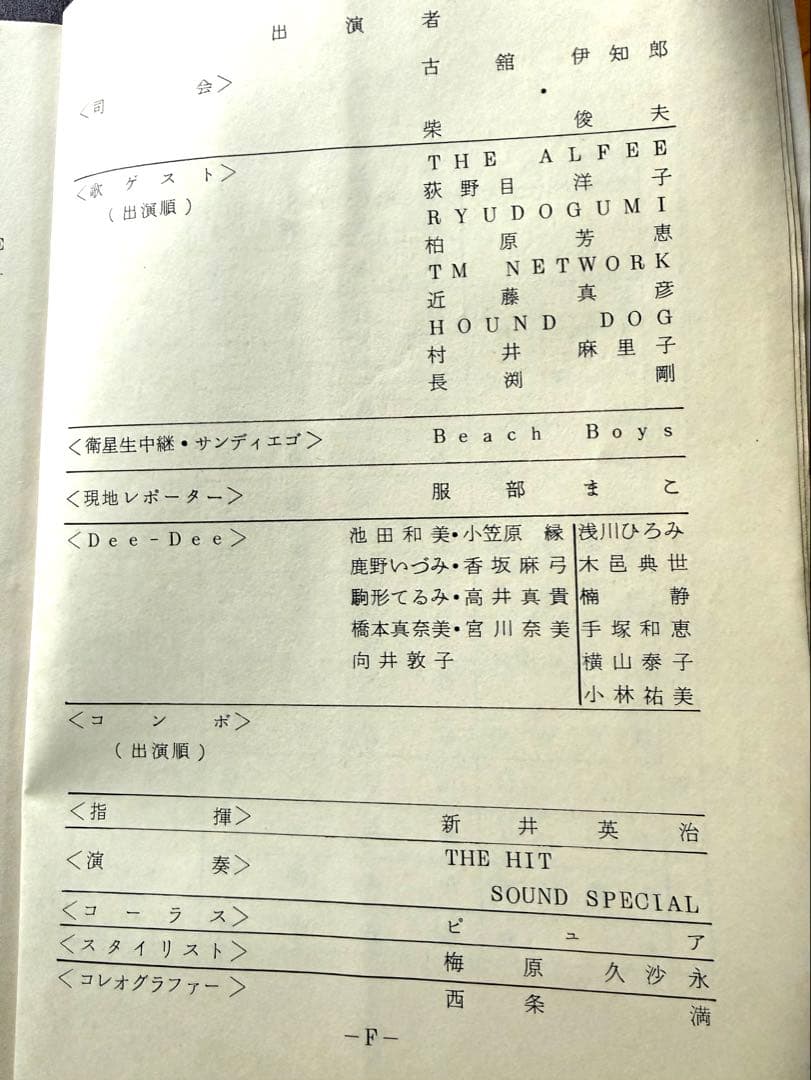 出演者
<司会> 古舘伊知郎
・
柴俊夫
<歌ゲスト> THE ALFEE
(出演順) 荻野目洋子
RYUDOGUMI
柏原芳恵
TM NETWORK
近藤真彦
HOUND DOG
村井麻里子
長渕剛
<衛星生中継・サンディエゴ> Beach Boys
<現地レポーター> 服部まこ
<Dee-Dee> 池田和美・小笠原縁 浅川ひろみ
鹿野いづみ・香坂麻弓 木邑典世
駒形てるみ・高井真貴 楠静
橋本真奈美・宮川奈美 手塚和恵
向井敦子 横山泰子
小林祐美
<コンボ>
(出演順)
<指揮> 新井英治
<演奏> THE HIT
SOUND SPECIAL
<コーラス> ピュア
<スタイリスト> 梅原久沙永
<コレオグラファー> 西条満
-F-